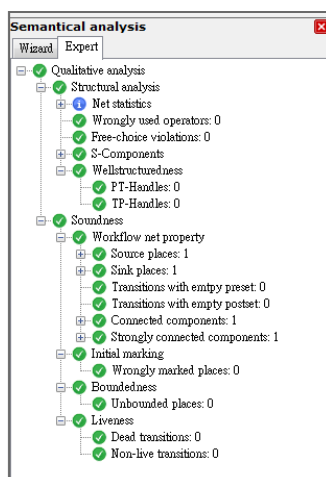 Semantical analysis
Wizard Expert
Qualitative analysis
Structural analysis
Net statistics
Wrongly used operators: 0
Free-choice violations: 0
S-Components
Wellstructuredness
PT-Handles: 0
TP-Handles: 0
Soundness
Workflow net property
Source places: 1
Sink places: 1
Transitions with emtpy preset: 0
Transitions with empty postset: 0
Connected components: 1
Strongly connected components: 1
Initial marking
Wrongly marked places: 0
Boundedness
Unbounded places: 0
Liveness
Dead transitions: 0
Non-live transitions: 0